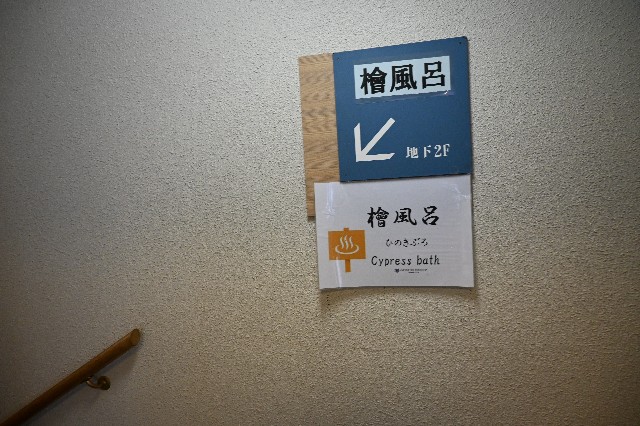 檜風呂
地下2F
檜風呂
ひのきぶろ
Cypress bath